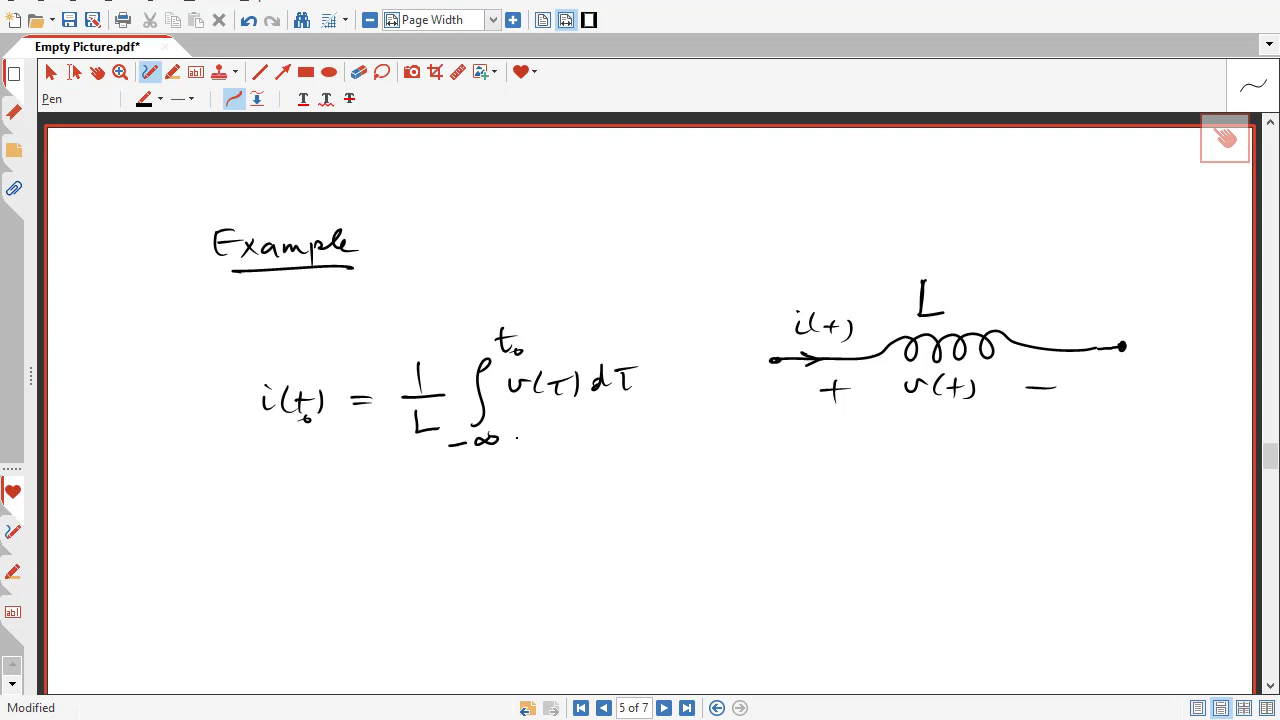 Page Width
Empty Picture.pdf*
Pen
Example
L
i(t)
i(t₀) = 1/L ∫_{-∞}^{t₀} v(τ) dτ
+ v(t) −
Modified
5 of 7